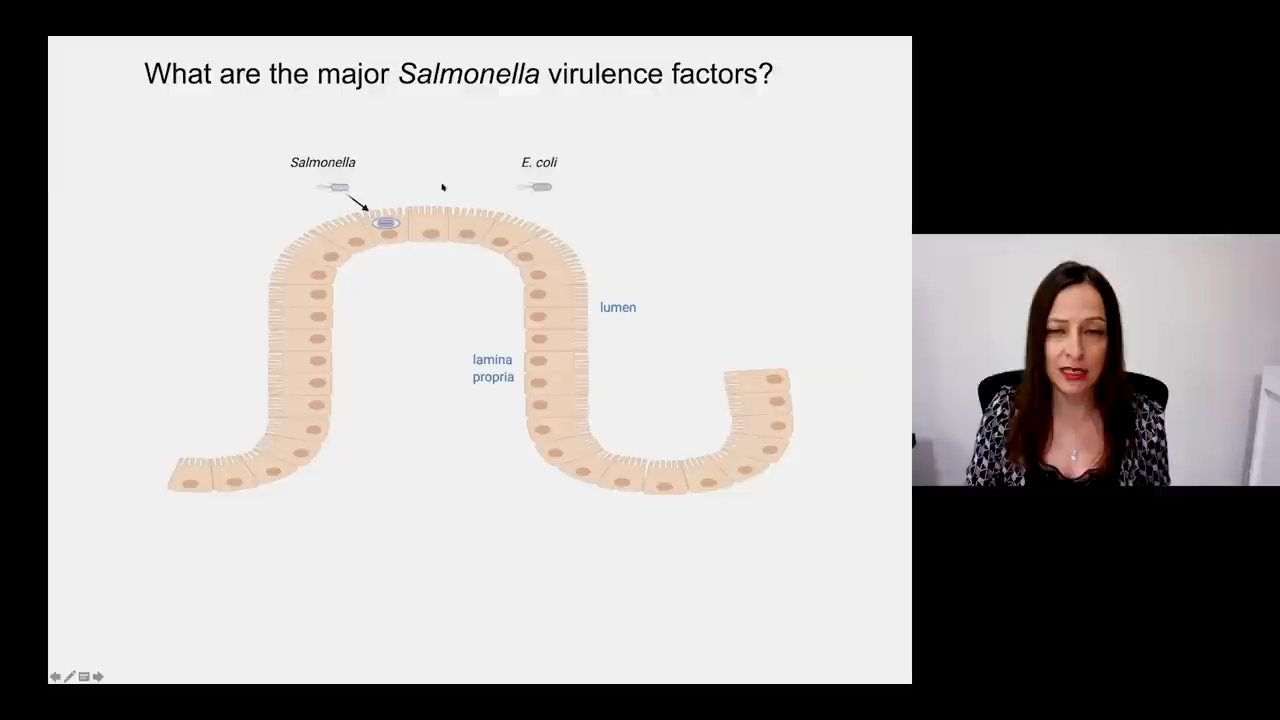 What are the major Salmonella virulence factors?
Salmonella
E. coli
lumen
lamina
propria